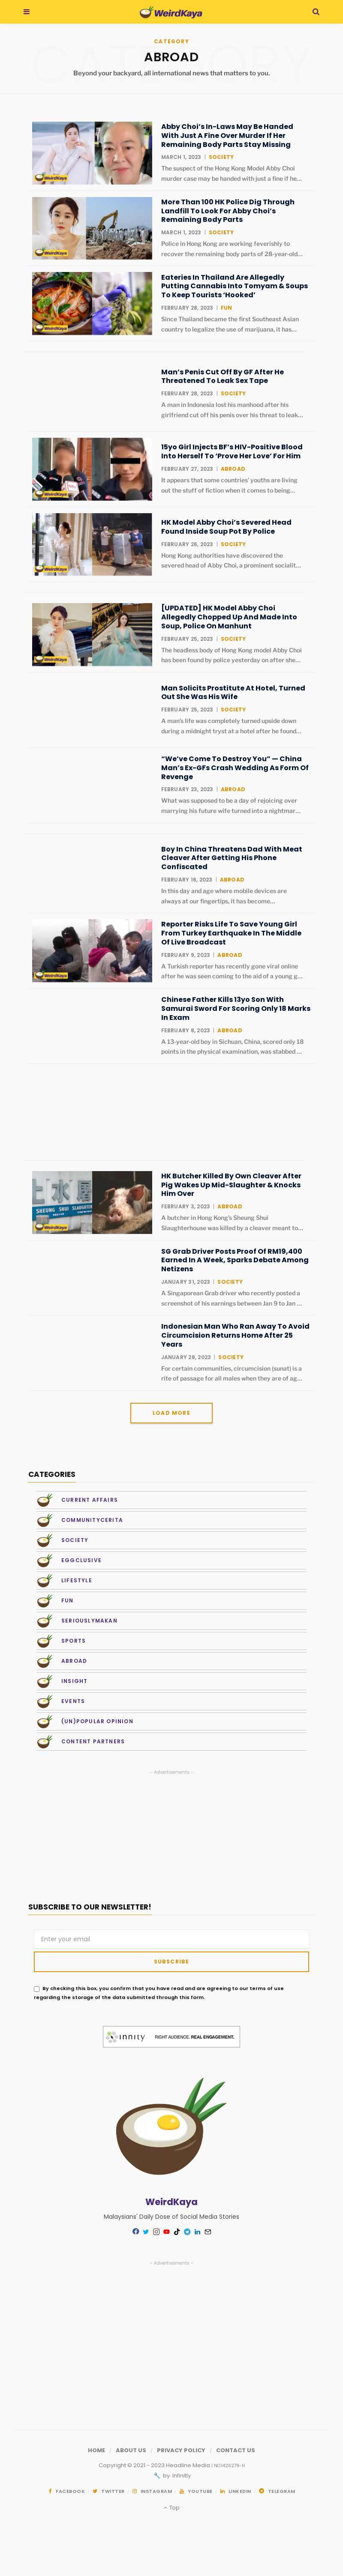 WeirdKaya
CATEGORY
ABROAD
Beyond your backyard, all international news that matters to you.
Abby Choi's In-Laws May Be Handed
With Just A Fine Over Murder If Her
Remaining Body Parts Stay Missing
MARCH 1, 2023 | SOCIETY
The suspect of the Hong Kong Model Abby Choi
murder case may be handed with just a fine if he...
More Than 100 HK Police Dig Through
Landfill To Look For Abby Choi's
Remaining Body Parts
MARCH 1, 2023 | SOCIETY
Police in Hong Kong are working feverishly to
recover the remaining body parts of 28-year-old...
Eateries In Thailand Are Allegedly
Putting Cannabis Into Tomyam & Soups
To Keep Tourists 'Hooked'
FEBRUARY 28, 2023 | FUN
Since Thailand became the first Southeast Asian
country to legalize the use of marijuana, it has...
Man's Penis Cut Off By GF After He
Threatened To Leak Sex Tape
FEBRUARY 28, 2023 | SOCIETY
A man in Indonesia lost his manhood after his
girlfriend cut off his penis over his threat to leak...
15yo Girl Injects BF's HIV-Positive Blood
Into Herself To 'Prove Her Love' For Him
FEBRUARY 27, 2023 | ABROAD
It appears that some countries' youths are living
out the stuff of fiction when it comes to being...
HK Model Abby Choi's Severed Head
Found Inside Soup Pot By Police
FEBRUARY 26, 2023 | SOCIETY
Hong Kong authorities have discovered the
severed head of Abby Choi, a prominent socialit...
[UPDATED] HK Model Abby Choi
Allegedly Chopped Up And Made Into
Soup, Police On Manhunt
FEBRUARY 25, 2023 | SOCIETY
The headless body of Hong Kong model Abby Choi
has been found by police yesterday on after she...
Man Solicits Prostitute At Hotel, Turned
Out She Was His Wife
FEBRUARY 25, 2023 | SOCIETY
A man's life was completely turned upside down
during a midnight tryst at a hotel after he found...
"We've Come To Destroy You" — China
Man's Ex-GFs Crash Wedding As Form Of
Revenge
FEBRUARY 23, 2023 | ABROAD
What was supposed to be a day of rejoicing over
marrying his future wife turned into a nightmar...
Boy In China Threatens Dad With Meat
Cleaver After Getting His Phone
Confiscated
FEBRUARY 16, 2023 | ABROAD
In this day and age where mobile devices are
always at our fingertips, it has become...
Reporter Risks Life To Save Young Girl
From Turkey Earthquake In The Middle
Of Live Broadcast
FEBRUARY 9, 2023 | ABROAD
A Turkish reporter has recently gone viral online
after he was seen coming to the aid of a young g...
Chinese Father Kills 13yo Son With
Samurai Sword For Scoring Only 18 Marks
In Exam
FEBRUARY 8, 2023 | ABROAD
A 13-year-old boy in Sichuan, China, scored only 18
points in the physical examination, was stabbed ...
HK Butcher Killed By Own Cleaver After
Pig Wakes Up Mid-Slaughter & Knocks
Him Over
FEBRUARY 3, 2023 | ABROAD
A butcher in Hong Kong's Sheung Shui
Slaughterhouse was killed by a cleaver meant to...
SG Grab Driver Posts Proof Of RM19,400
Earned In A Week, Sparks Debate Among
Netizens
JANUARY 31, 2023 | SOCIETY
A Singaporean Grab driver who recently posted a
screenshot of his earnings between Jan 9 to Jan ...
Indonesian Man Who Ran Away To Avoid
Circumcision Returns Home After 25
Years
JANUARY 29, 2023 | SOCIETY
For certain communities, circumcision (sunat) is a
rite of passage for all males when they are of ag...
LOAD MORE
CATEGORIES
CURRENT AFFAIRS
COMMUNITYCERITA
SOCIETY
EGGCLUSIVE
LIFESTYLE
FUN
SERIOUSLYMAKAN
SPORTS
ABROAD
INSIGHT
EVENTS
(UN)POPULAR OPINION
CONTENT PARTNERS
- Advertisements -
SUBSCRIBE TO OUR NEWSLETTER!
Enter your email
SUBSCRIBE
By checking this box, you confirm that you have read and are agreeing to our terms of use
regarding the storage of the data submitted through this form.
innity RIGHT AUDIENCE. REAL ENGAGEMENT.
WeirdKaya
Malaysians' Daily Dose of Social Media Stories
- Advertisements -
HOME / ABOUT US / PRIVACY POLICY / CONTACT US
Copyright © 2021 - 2023 Headline Media
by Infinity
FACEBOOK TWITTER INSTAGRAM YOUTUBE LINKEDIN TELEGRAM
Top